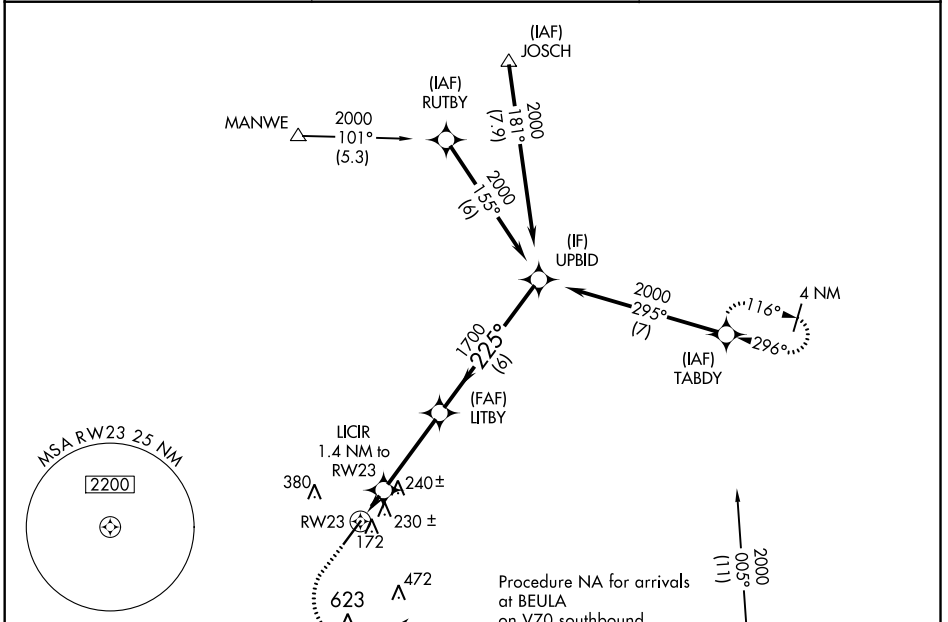 (IAF)
JOSCH
(IAF)
RUTBY
MANWE
2000
101°
(5.3)
2000
181°
(7.9)
2000
155°
(6)
(IF)
UPBID
2000
295°
(7)
116°
4 NM
296°
(IAF)
TABDY
1700
225°
(6)
(FAF)
LITBY
LICIR
1.4 NM to
RW23
MSA RW23 25 NM
2200
380
240±
RW23
230 ±
172
472
623
2000
005°
(11)
Procedure NA for arrivals
at BEULA
on V70 southbound